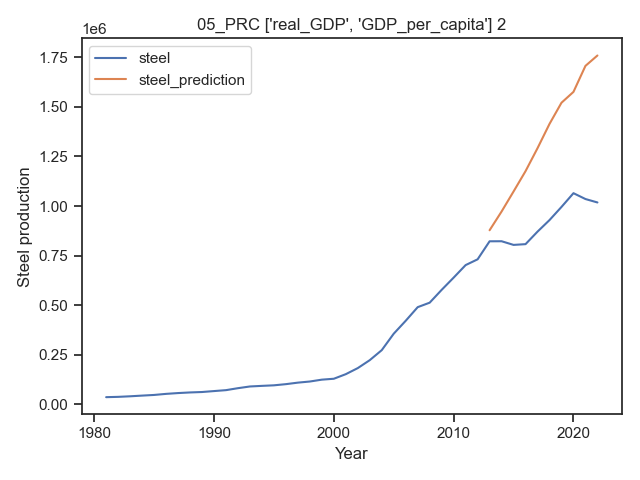 05_PRC ['real_GDP', 'GDP_per_capita'] 2
1e6
steel
steel_prediction
1.75
1.50
1.25
1.00
0.75
0.50
0.25
0.00
Steel production
1980
1990
2000
2010
2020
Year